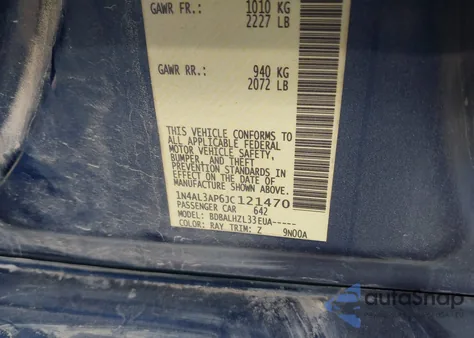 GAWR FR.: 1010 KG
2227 LB
GAWR RR.: 940 KG
2072 LB
THIS VEHICLE CONFORMS TO
ALL APPLICABLE FEDERAL
MOTOR VEHICLE SAFETY,
BUMPER, AND THEFT
PREVENTION STANDARDS IN
EFFECT ON THE DATE OF
MANUFACTURE SHOWN ABOVE.
1N4AL3AP6JC121470
PASSENGER CAR 642
MODEL: BDBALHZL33EUA-----
COLOR: RAY TRIM: Z 9N00A
autoSnap